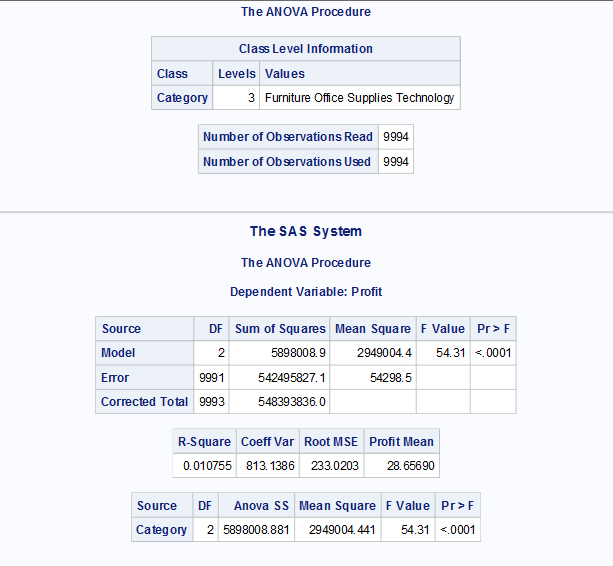 The ANOVA Procedure
Class Level Information
Class Levels Values
Category 3 Furniture Office Supplies Technology
Number of Observations Read 9994
Number of Observations Used 9994
The SAS System
The ANOVA Procedure
Dependent Variable: Profit
Source DF Sum of Squares Mean Square F Value Pr > F
Model 2 5898008.9 2949004.4 54.31 <.0001
Error 9991 542495827.1 54298.5
Corrected Total 9993 548393836.0
R-Square Coeff Var Root MSE Profit Mean
0.010755 813.1386 233.0203 28.65690
Source DF Anova SS Mean Square F Value Pr > F
Category 2 5898008.881 2949004.441 54.31 <.0001